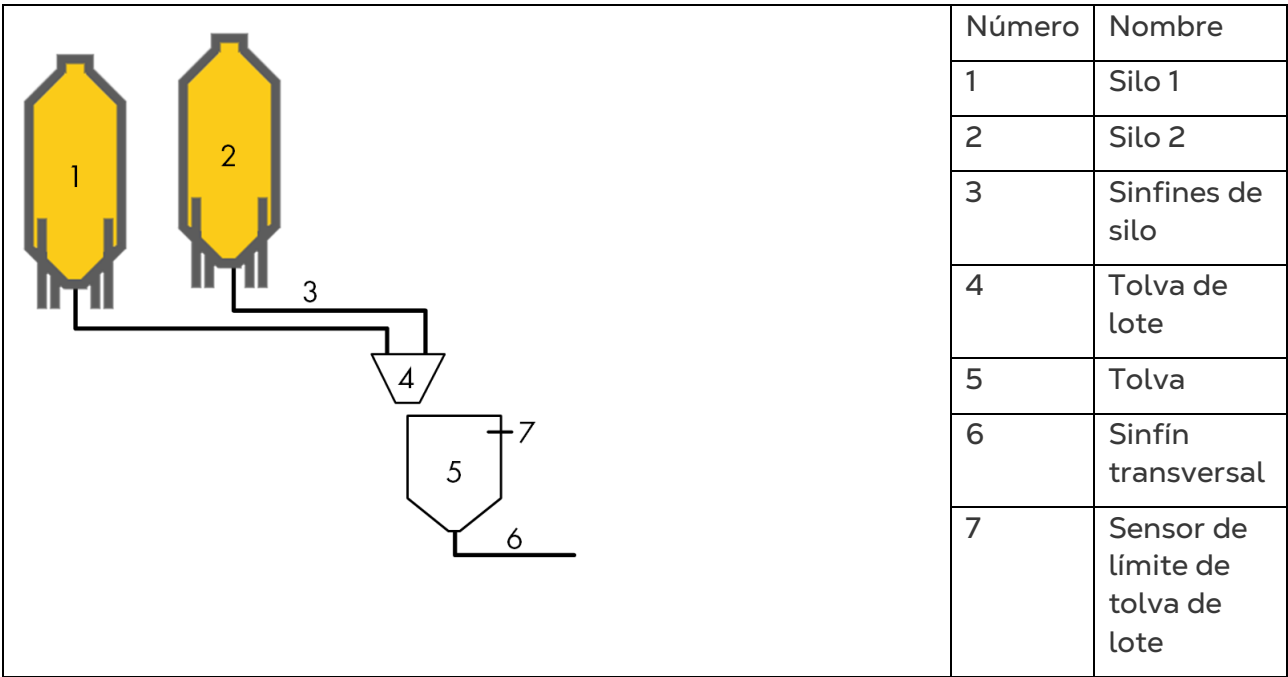 1
2
3
4
5
6
7
Número Nombre
1 Silo 1
2 Silo 2
3 Sinfines de
silo
4 Tolva de
lote
5 Tolva
6 Sinfín
transversal
7 Sensor de
límite de
tolva de
lote